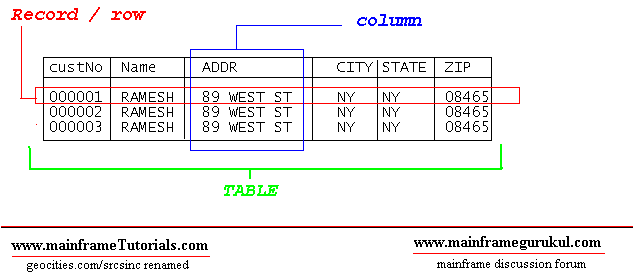 Record / row
column
custNo Name ADDR CITY STATE ZIP
000001 RAMESH 89 WEST ST NY NY 08465
000002 RAMESH 89 WEST ST NY NY 08465
000003 RAMESH 89 WEST ST NY NY 08465
TABLE
www.mainframeTutorials.com
geocities.com/srcsinc renamed
www.mainframegurukul.com
mainframe discussion forum